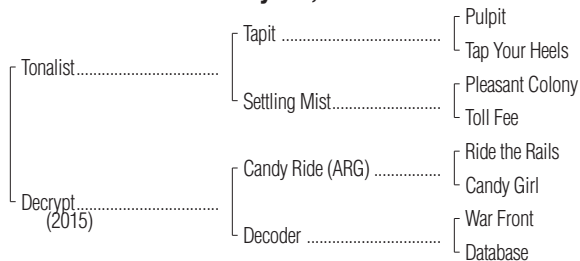 Pulpit
Tapit ................................
Tap Your Heels
Tonalist.............................
Pleasant Colony
Settling Mist......................
Toll Fee
Ride the Rails
Candy Ride (ARG) ..............
Candy Girl
Decrypt.............................
(2015)
War Front
Decoder ...........................
Database